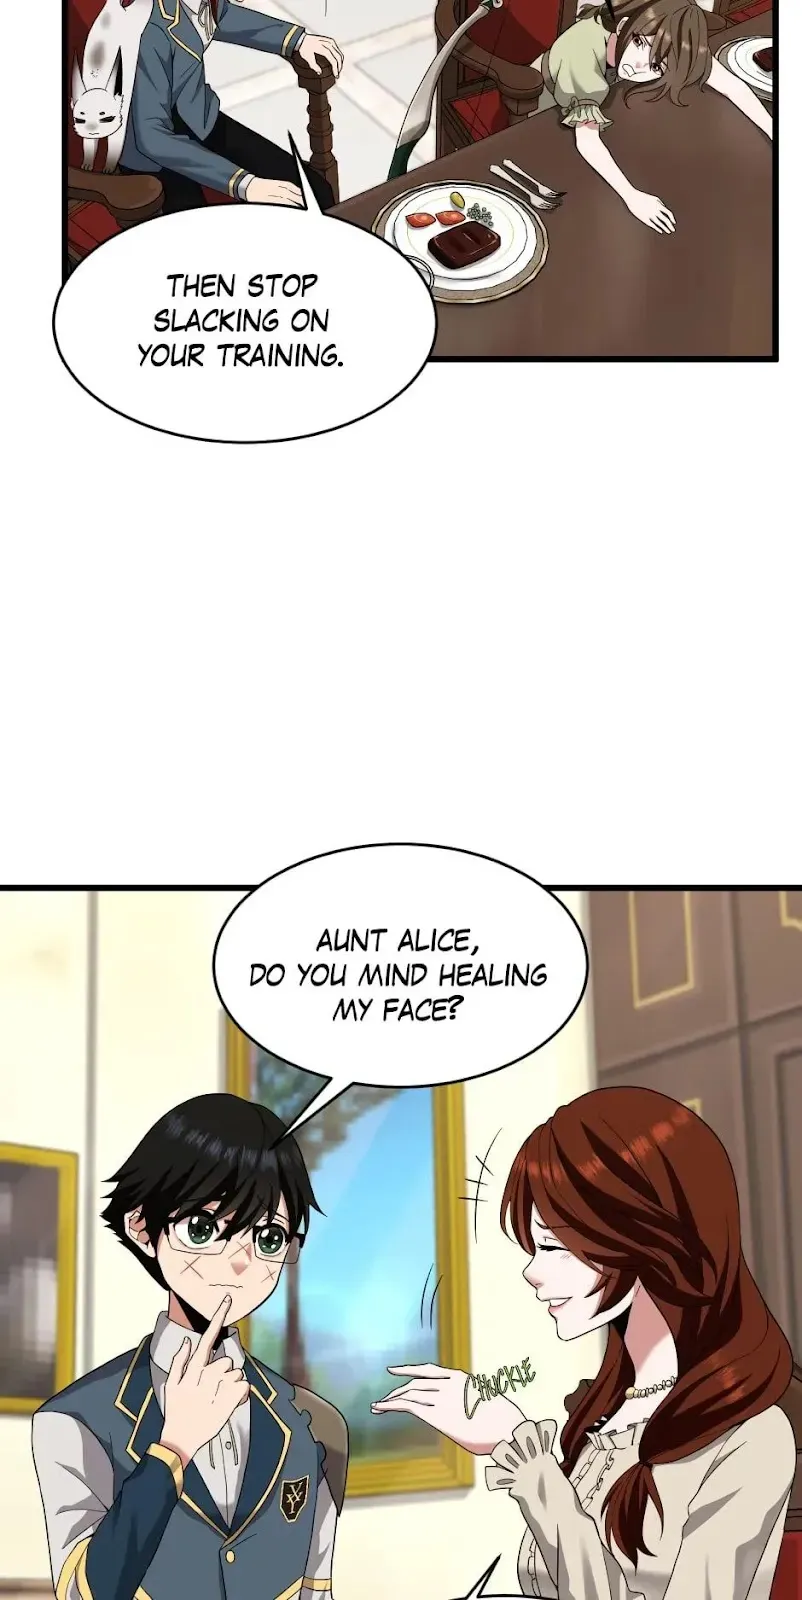 THEN STOP
SLACKING ON
YOUR TRAINING.
AUNT ALICE,
DO YOU MIND HEALING
MY FACE?
CHUCKLE